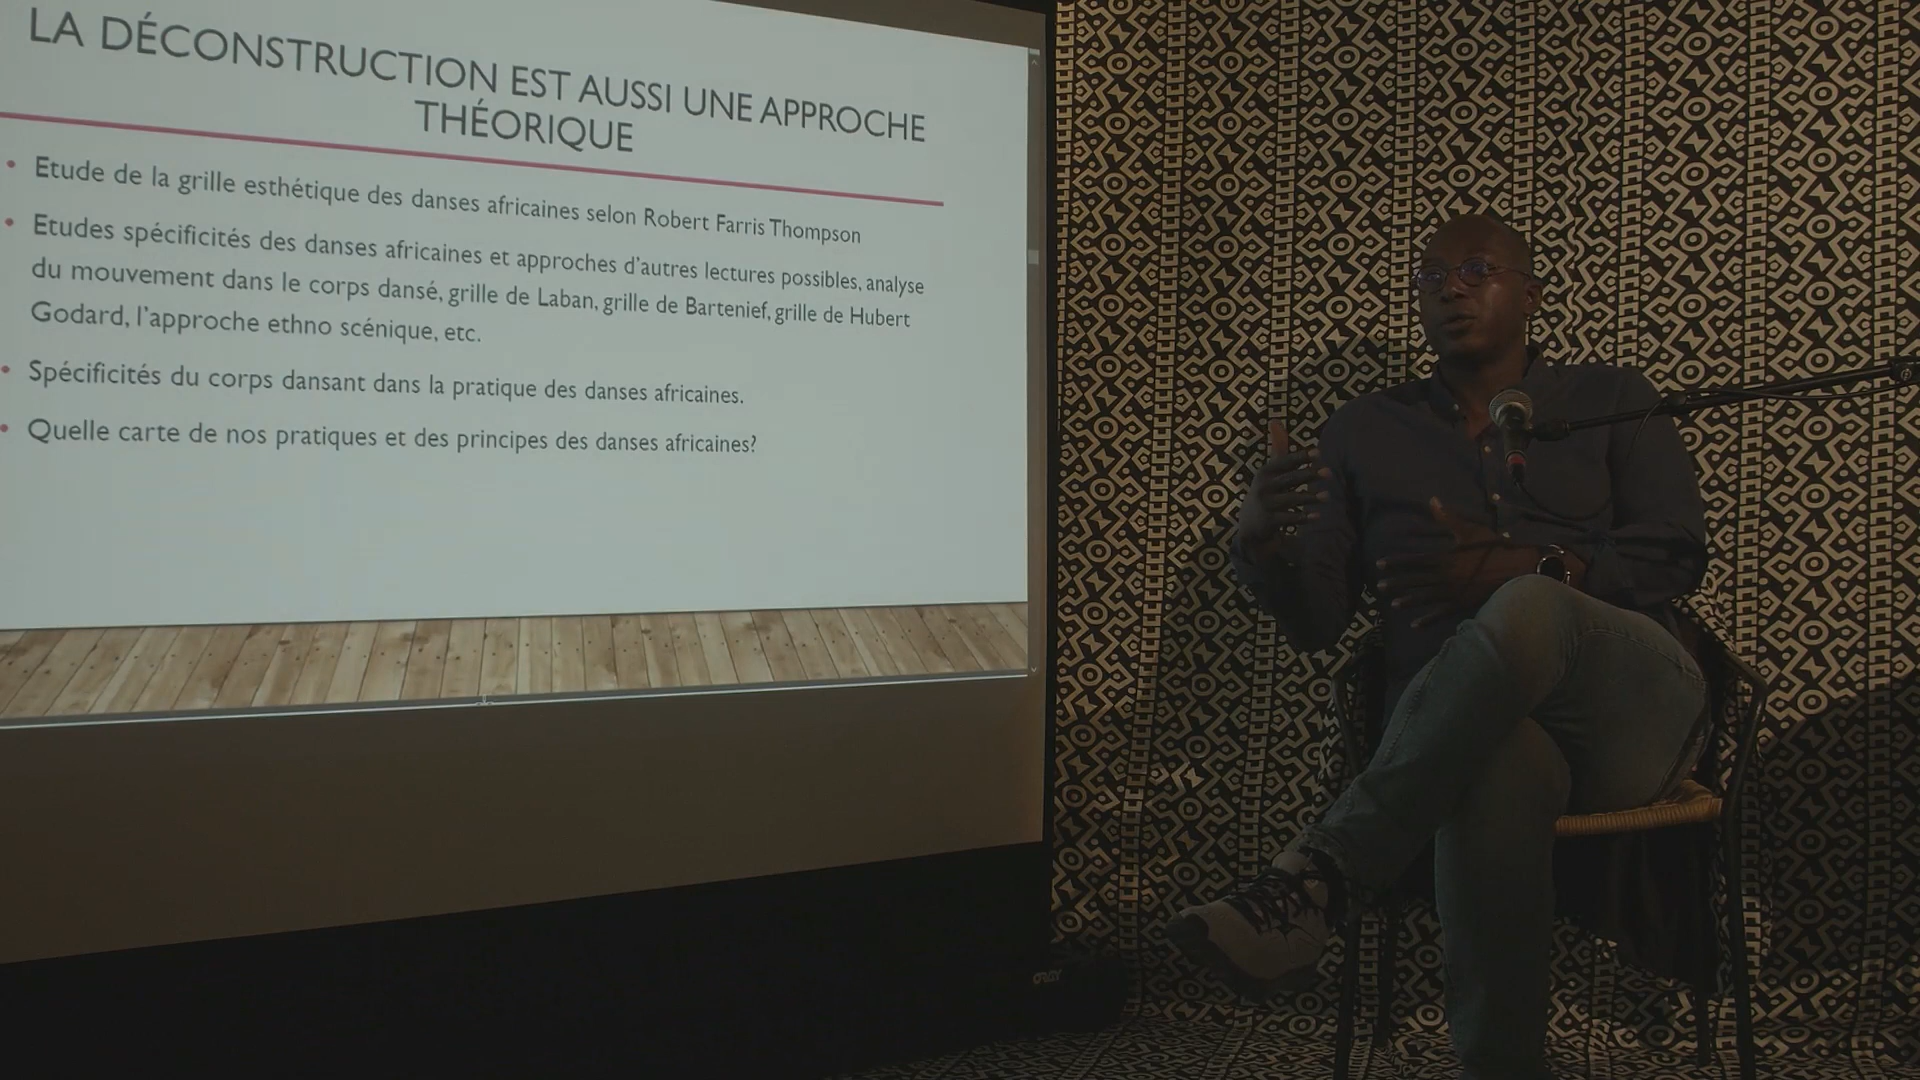 LA DÉCONSTRUCTION EST AUSSI UNE APPROCHE
THÉORIQUE
• Etude de la grille esthétique des danses africaines selon Robert Farris Thompson
• Etudes spécificités des danses africaines et approches d'autres lectures possibles, analyse
du mouvement dans le corps dansé, grille de Laban, grille de Bartenief, grille de Hubert
Godard, l'approche ethno scénique, etc.
• Spécificités du corps dansant dans la pratique des danses africaines.
• Quelle carte de nos pratiques et des principes des danses africaines?